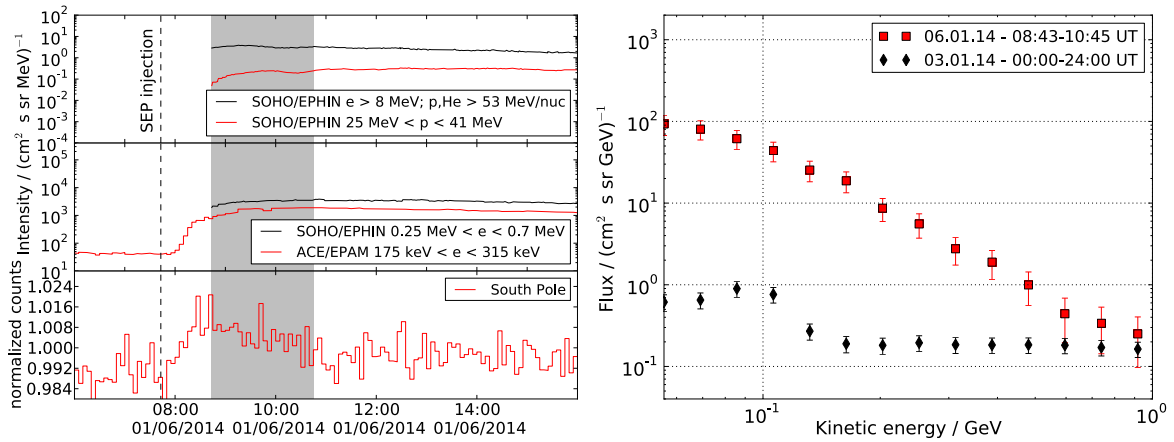 10⁴
10³
10²
10¹
10⁰
10⁻¹
10⁻²
10⁻³
10⁻⁴
SEP injection
SOHO/EPHIN e > 8 MeV; p,He > 53 MeV/nuc
SOHO/EPHIN 25 MeV < p < 41 MeV
Intensity / (cm² s sr MeV)⁻¹
10⁵
10⁴
10³
10²
10¹
SOHO/EPHIN 0.25 MeV < e < 0.7 MeV
ACE/EPAM 175 keV < e < 315 keV
normalized counts
1.024
1.016
1.008
1.000
0.992
0.984
South Pole
08:00 10:00 12:00 14:00
01/06/2014 01/06/2014 01/06/2014 01/06/2014
Flux / (cm² s sr GeV)⁻¹
10³
10²
10¹
10⁰
10⁻¹
06.01.14 - 08:43-10:45 UT
03.01.14 - 00:00-24:00 UT
10⁻¹ 10⁰
Kinetic energy / GeV